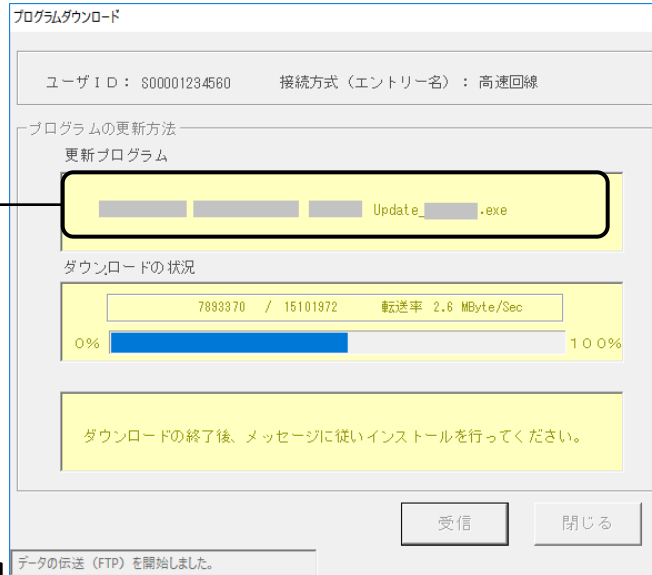 プログラムダウンロード
ユーザID： S00001234560 接続方式（エントリー名）： 高速回線
プログラムの更新方法
更新プログラム
Update_ .exe
ダウンロードの状況
7893370 / 15101972 転送率 2.6 MByte/Sec
0% 100%
ダウンロードの終了後、メッセージに従いインストールを行ってください。
受信 閉じる
データの伝送（FTP）を開始しました。